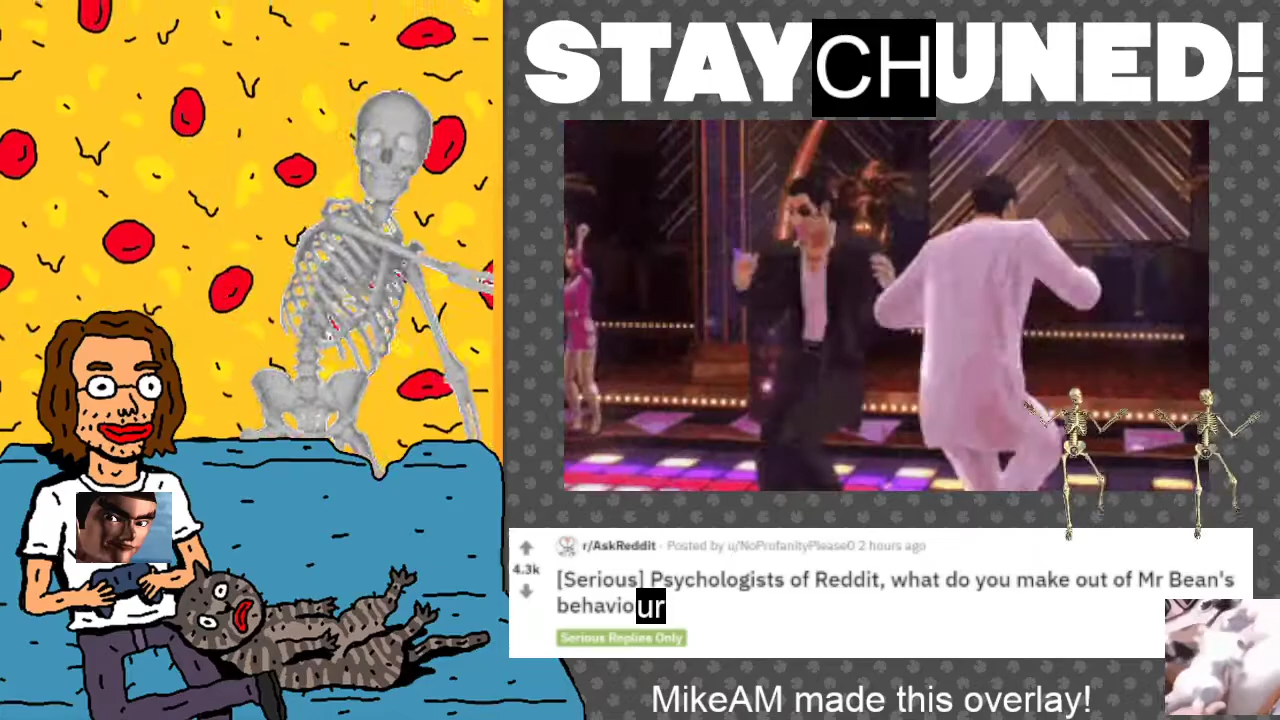 STAYCHUNED!
r/AskReddit · Posted by u/NoProfanityPlease0 2 hours ago
4.3k
[Serious] Psychologists of Reddit, what do you make out of Mr Bean's
behaviour
Serious Replies Only
MikeAM made this overlay!